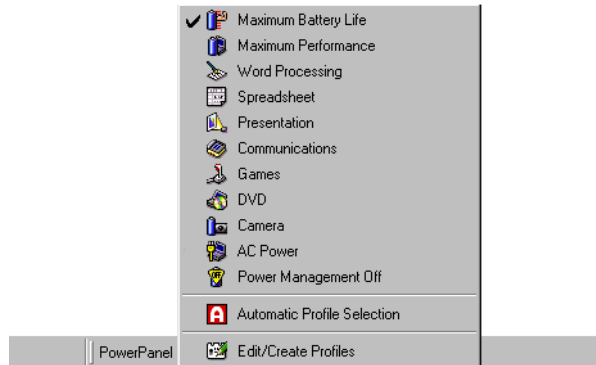 Maximum Battery Life
Maximum Performance
Word Processing
Spreadsheet
Presentation
Communications
Games
DVD
Camera
AC Power
OFF
Power Management Off
A
Automatic Profile Selection
PowerPanel
Edit/Create Profiles